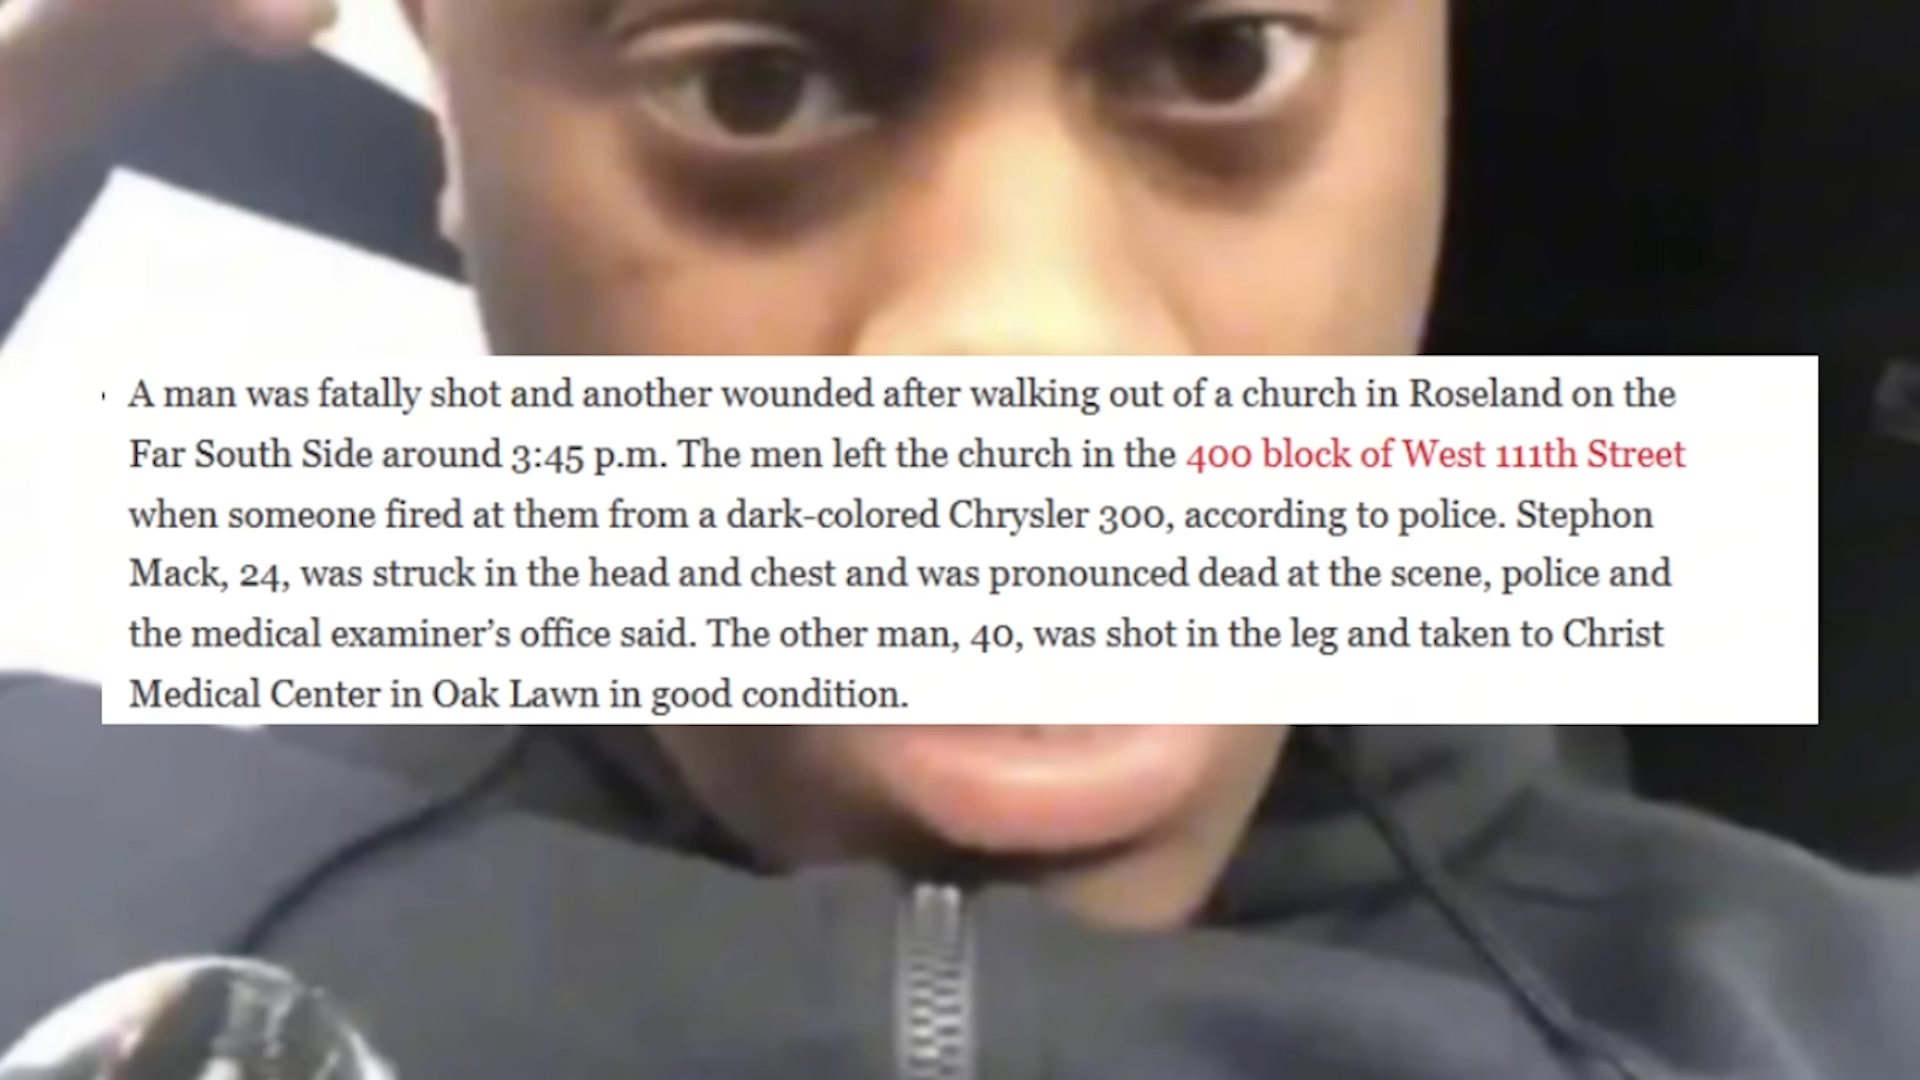 A man was fatally shot and another wounded after walking out of a church in Roseland on the
Far South Side around 3:45 p.m. The men left the church in the 400 block of West 111th Street
when someone fired at them from a dark-colored Chrysler 300, according to police. Stephon
Mack, 24, was struck in the head and chest and was pronounced dead at the scene, police and
the medical examiner’s office said. The other man, 40, was shot in the leg and taken to Christ
Medical Center in Oak Lawn in good condition.